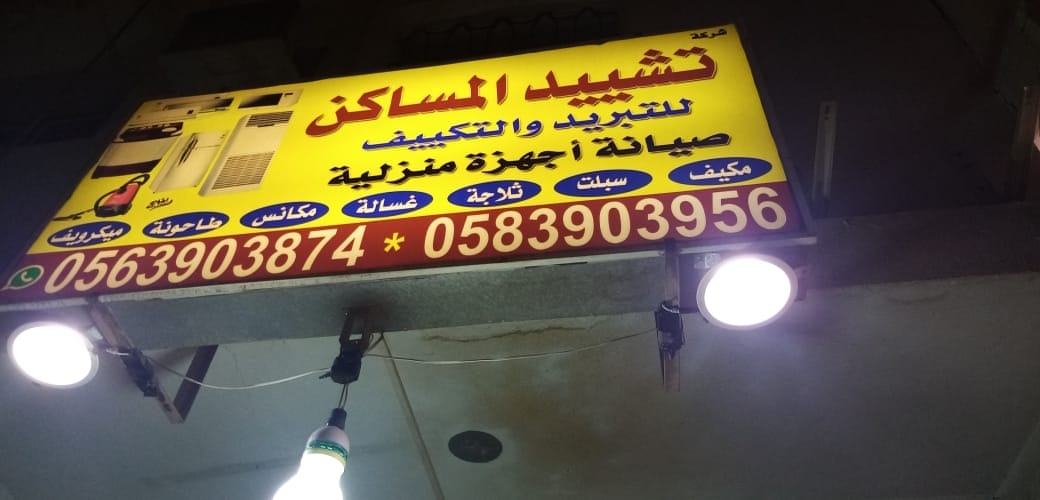 شركة
تشييد المساكن
للتبريد والتكييف
صيانة أجهزة منزلية
مكيف سبلت ثلاجة غسالة مكانس طاحونة ميكرويف
0563903874 * 0583903956